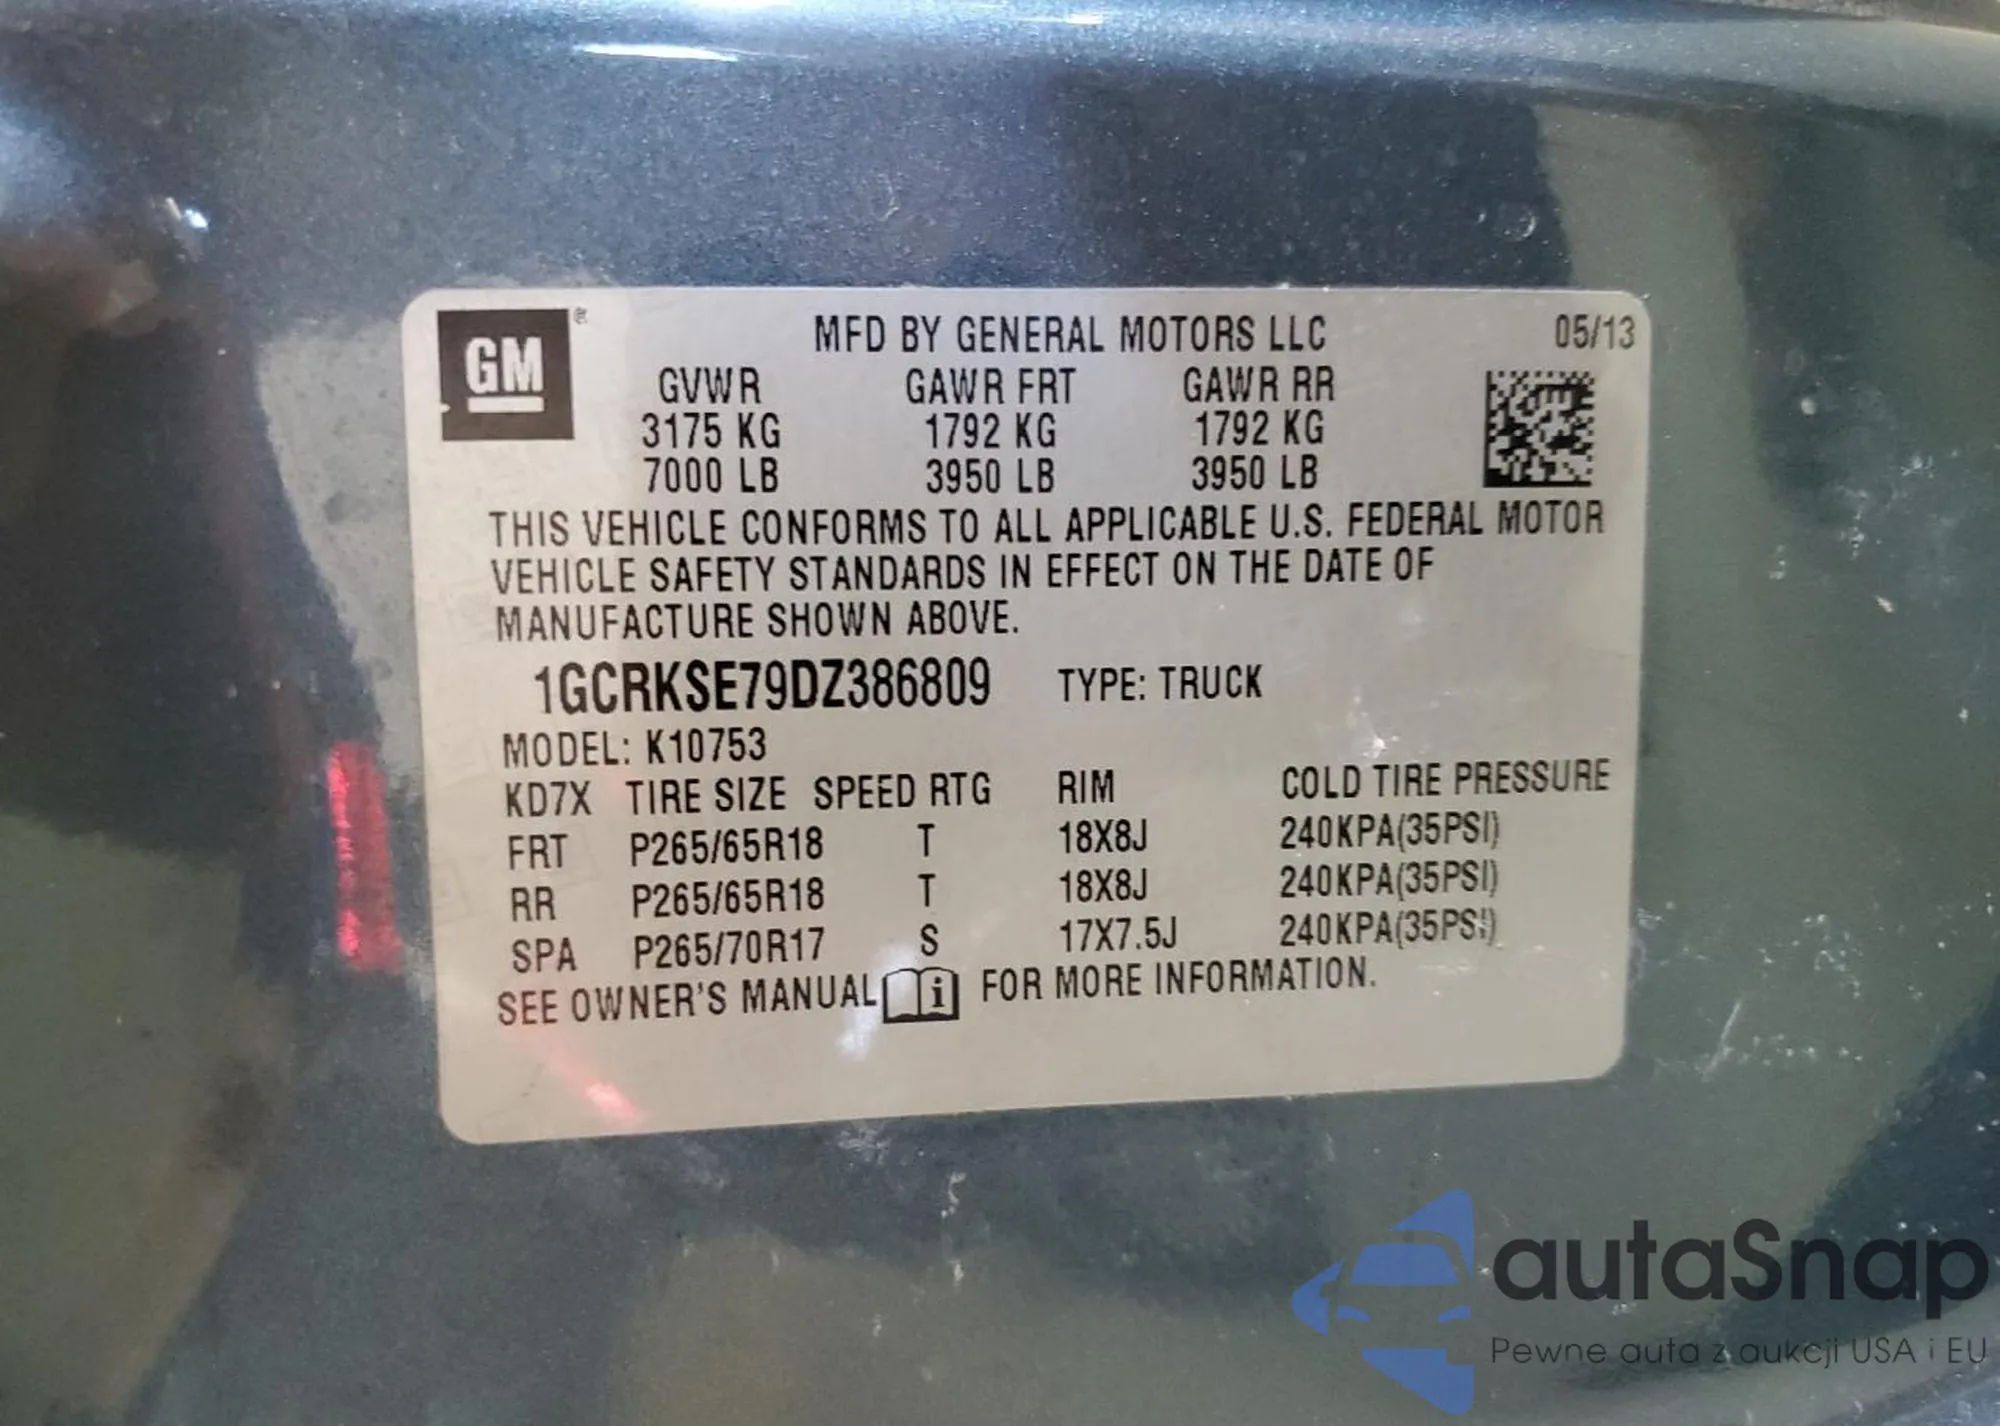 GM®
MFD BY GENERAL MOTORS LLC 05/13
GVWR GAWR FRT GAWR RR
3175 KG 1792 KG 1792 KG
7000 LB 3950 LB 3950 LB
THIS VEHICLE CONFORMS TO ALL APPLICABLE U.S. FEDERAL MOTOR
VEHICLE SAFETY STANDARDS IN EFFECT ON THE DATE OF
MANUFACTURE SHOWN ABOVE.
1GCRKSE79DZ386809 TYPE: TRUCK
MODEL: K10753
KD7X TIRE SIZE SPEED RTG RIM COLD TIRE PRESSURE
FRT P265/65R18 T 18X8J 240KPA(35PSI)
RR P265/65R18 T 18X8J 240KPA(35PSI)
SPA P265/70R17 S 17X7.5J 240KPA(35PSI)
SEE OWNER'S MANUAL i FOR MORE INFORMATION.
autaSnap
Pewne auta z aukcji USA i EU